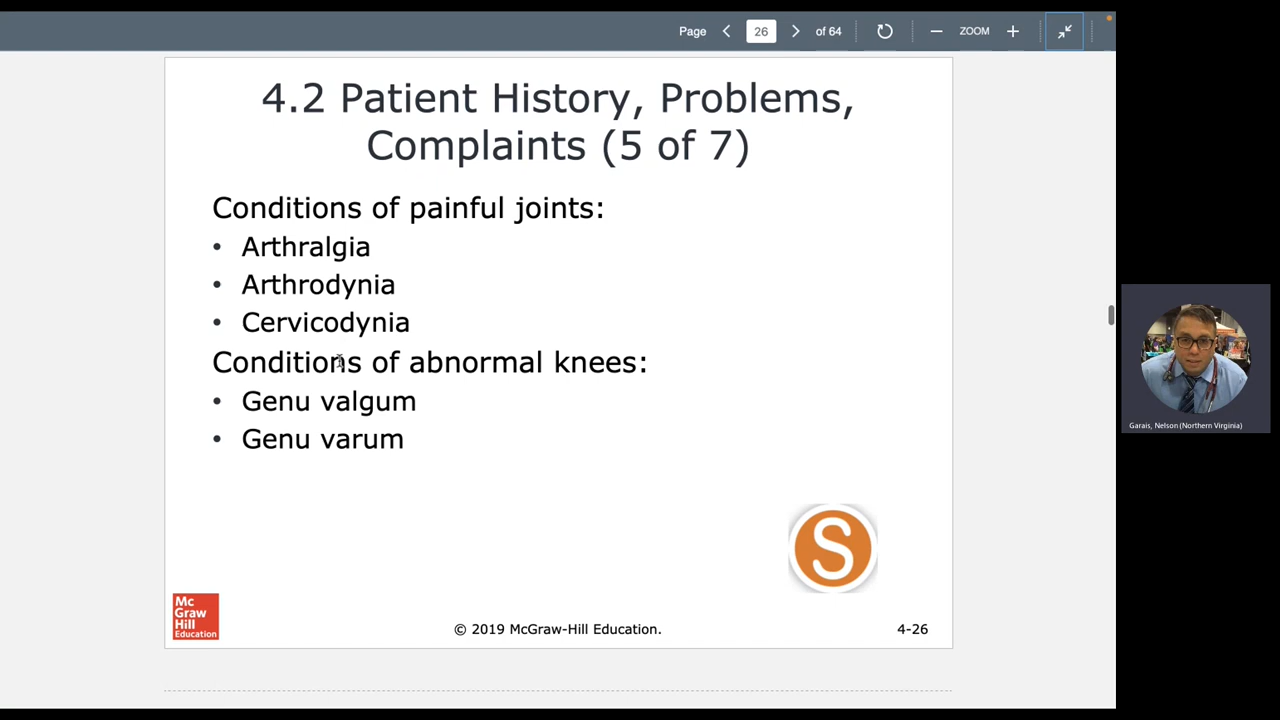 Page 26 of 64 ZOOM
4.2 Patient History, Problems,
Complaints (5 of 7)
Conditions of painful joints:
• Arthralgia
• Arthrodynia
• Cervicodynia
Conditions of abnormal knees:
• Genu valgum
• Genu varum
S
Mc
Graw
Hill
Education
© 2019 McGraw-Hill Education.
4-26
Garais, Nelson (Northern Virginia)